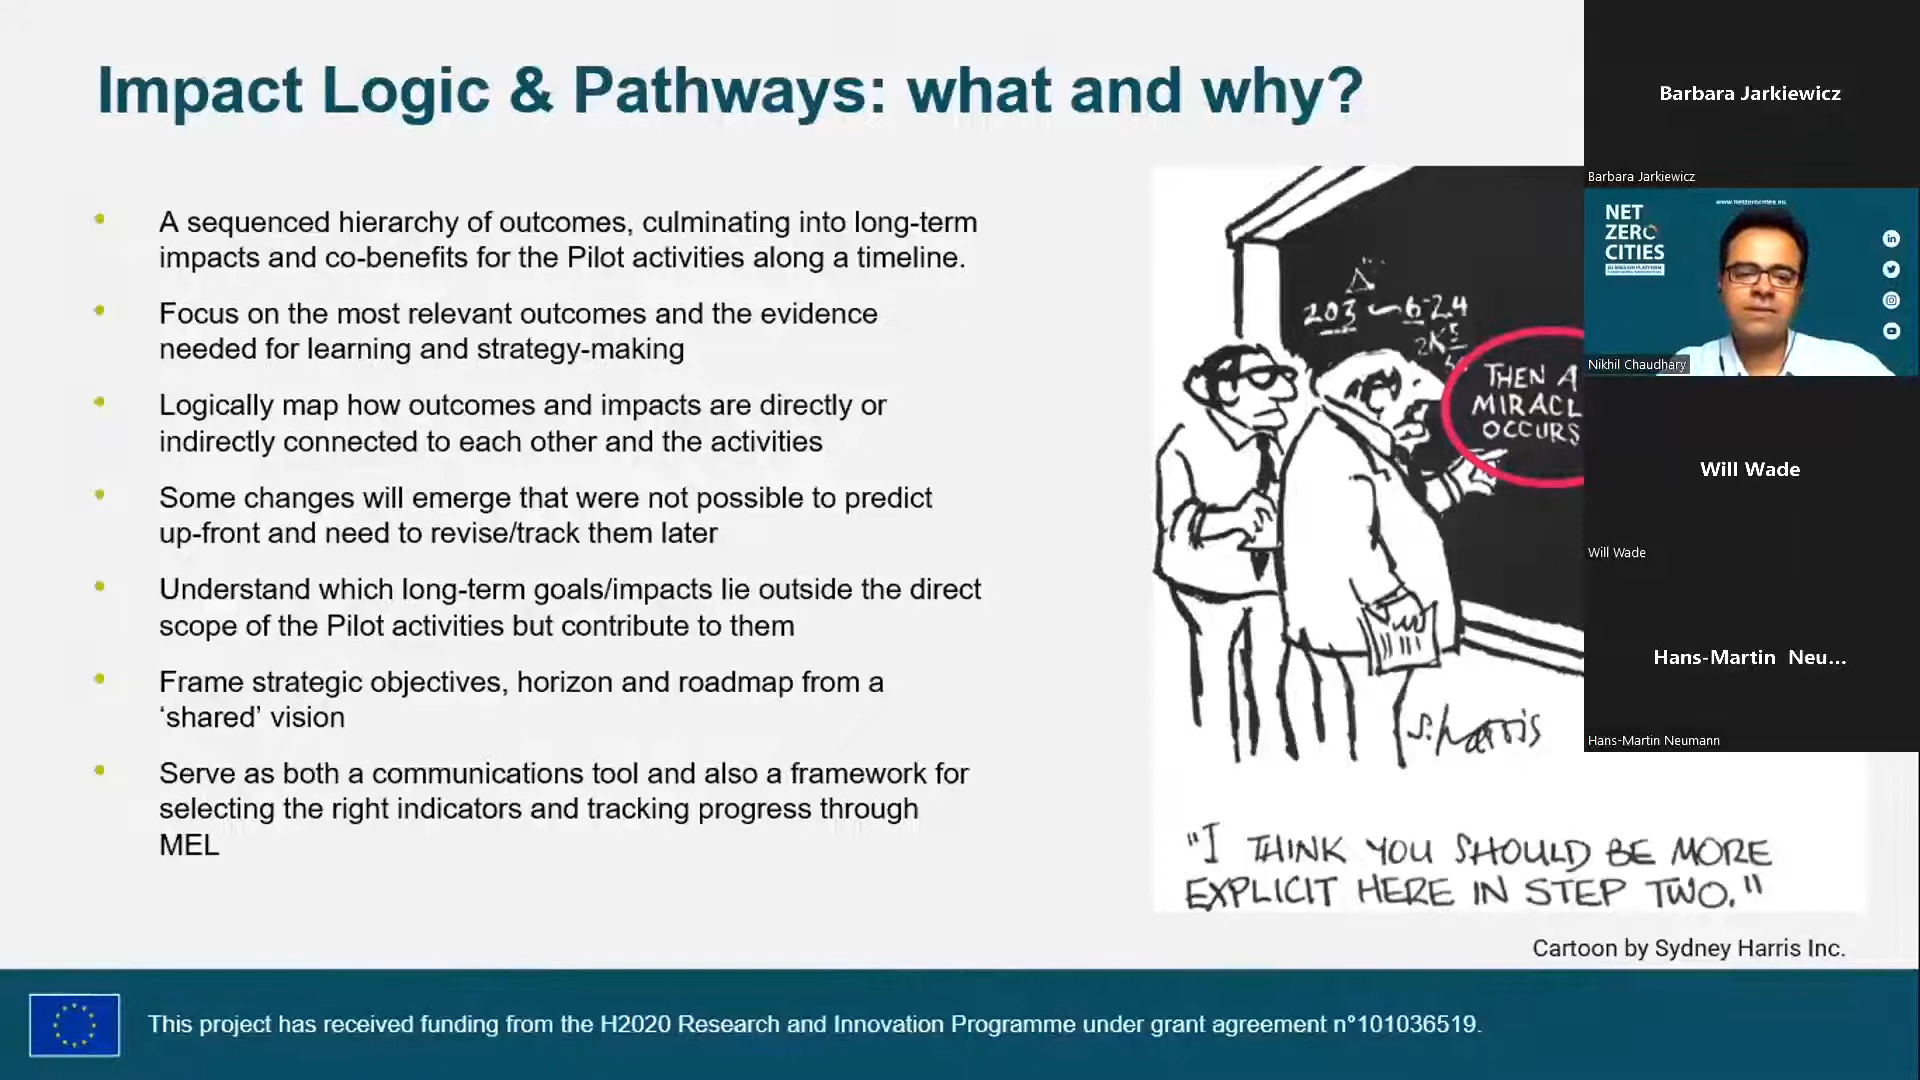 Impact Logic & Pathways: what and why?
A sequenced hierarchy of outcomes, culminating into long-term
impacts and co-benefits for the Pilot activities along a timeline.
Focus on the most relevant outcomes and the evidence
needed for learning and strategy-making
Logically map how outcomes and impacts are directly or
indirectly connected to each other and the activities
Some changes will emerge that were not possible to predict
up-front and need to revise/track them later
Understand which long-term goals/impacts lie outside the direct
scope of the Pilot activities but contribute to them
Frame strategic objectives, horizon and roadmap from a
‘shared’ vision
Serve as both a communications tool and also a framework for
selecting the right indicators and tracking progress through
MEL
THEN A
MIRACL
OCCURS
s. harris
"I THINK YOU SHOULD BE MORE
EXPLICIT HERE IN STEP TWO."
Cartoon by Sydney Harris Inc.
Barbara Jarkiewicz
Barbara Jarkiewicz
www.netzerocities.eu
NET
ZERO
CITIES
Nikhil Chaudhary
Will Wade
Will Wade
Hans-Martin Neu...
Hans-Martin Neumann
This project has received funding from the H2020 Research and Innovation Programme under grant agreement n°101036519.